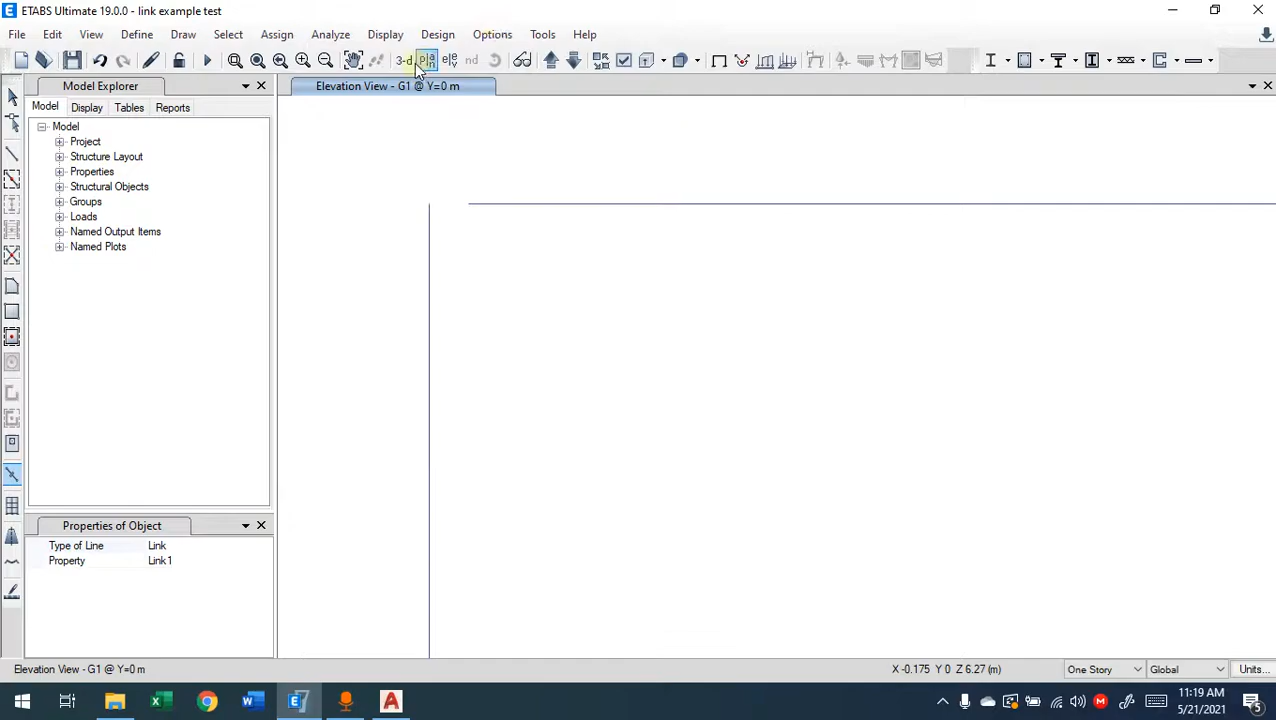 ETABS Ultimate 19.0.0 - link example test
File Edit View Define Draw Select Assign Analyze Display Design Options Tools Help
3-d nd
Model Explorer
Elevation View - G1 @ Y=0 m
Model Display Tables Reports
Model
Project
Structure Layout
Properties
Structural Objects
Groups
Loads
Named Output Items
Named Plots
Properties of Object
Type of Line Link
Property Link1
Elevation View - G1 @ Y=0 m X -0.175 Y 0 Z 6.27 (m) One Story Global Units...
11:19 AM
5/21/2021